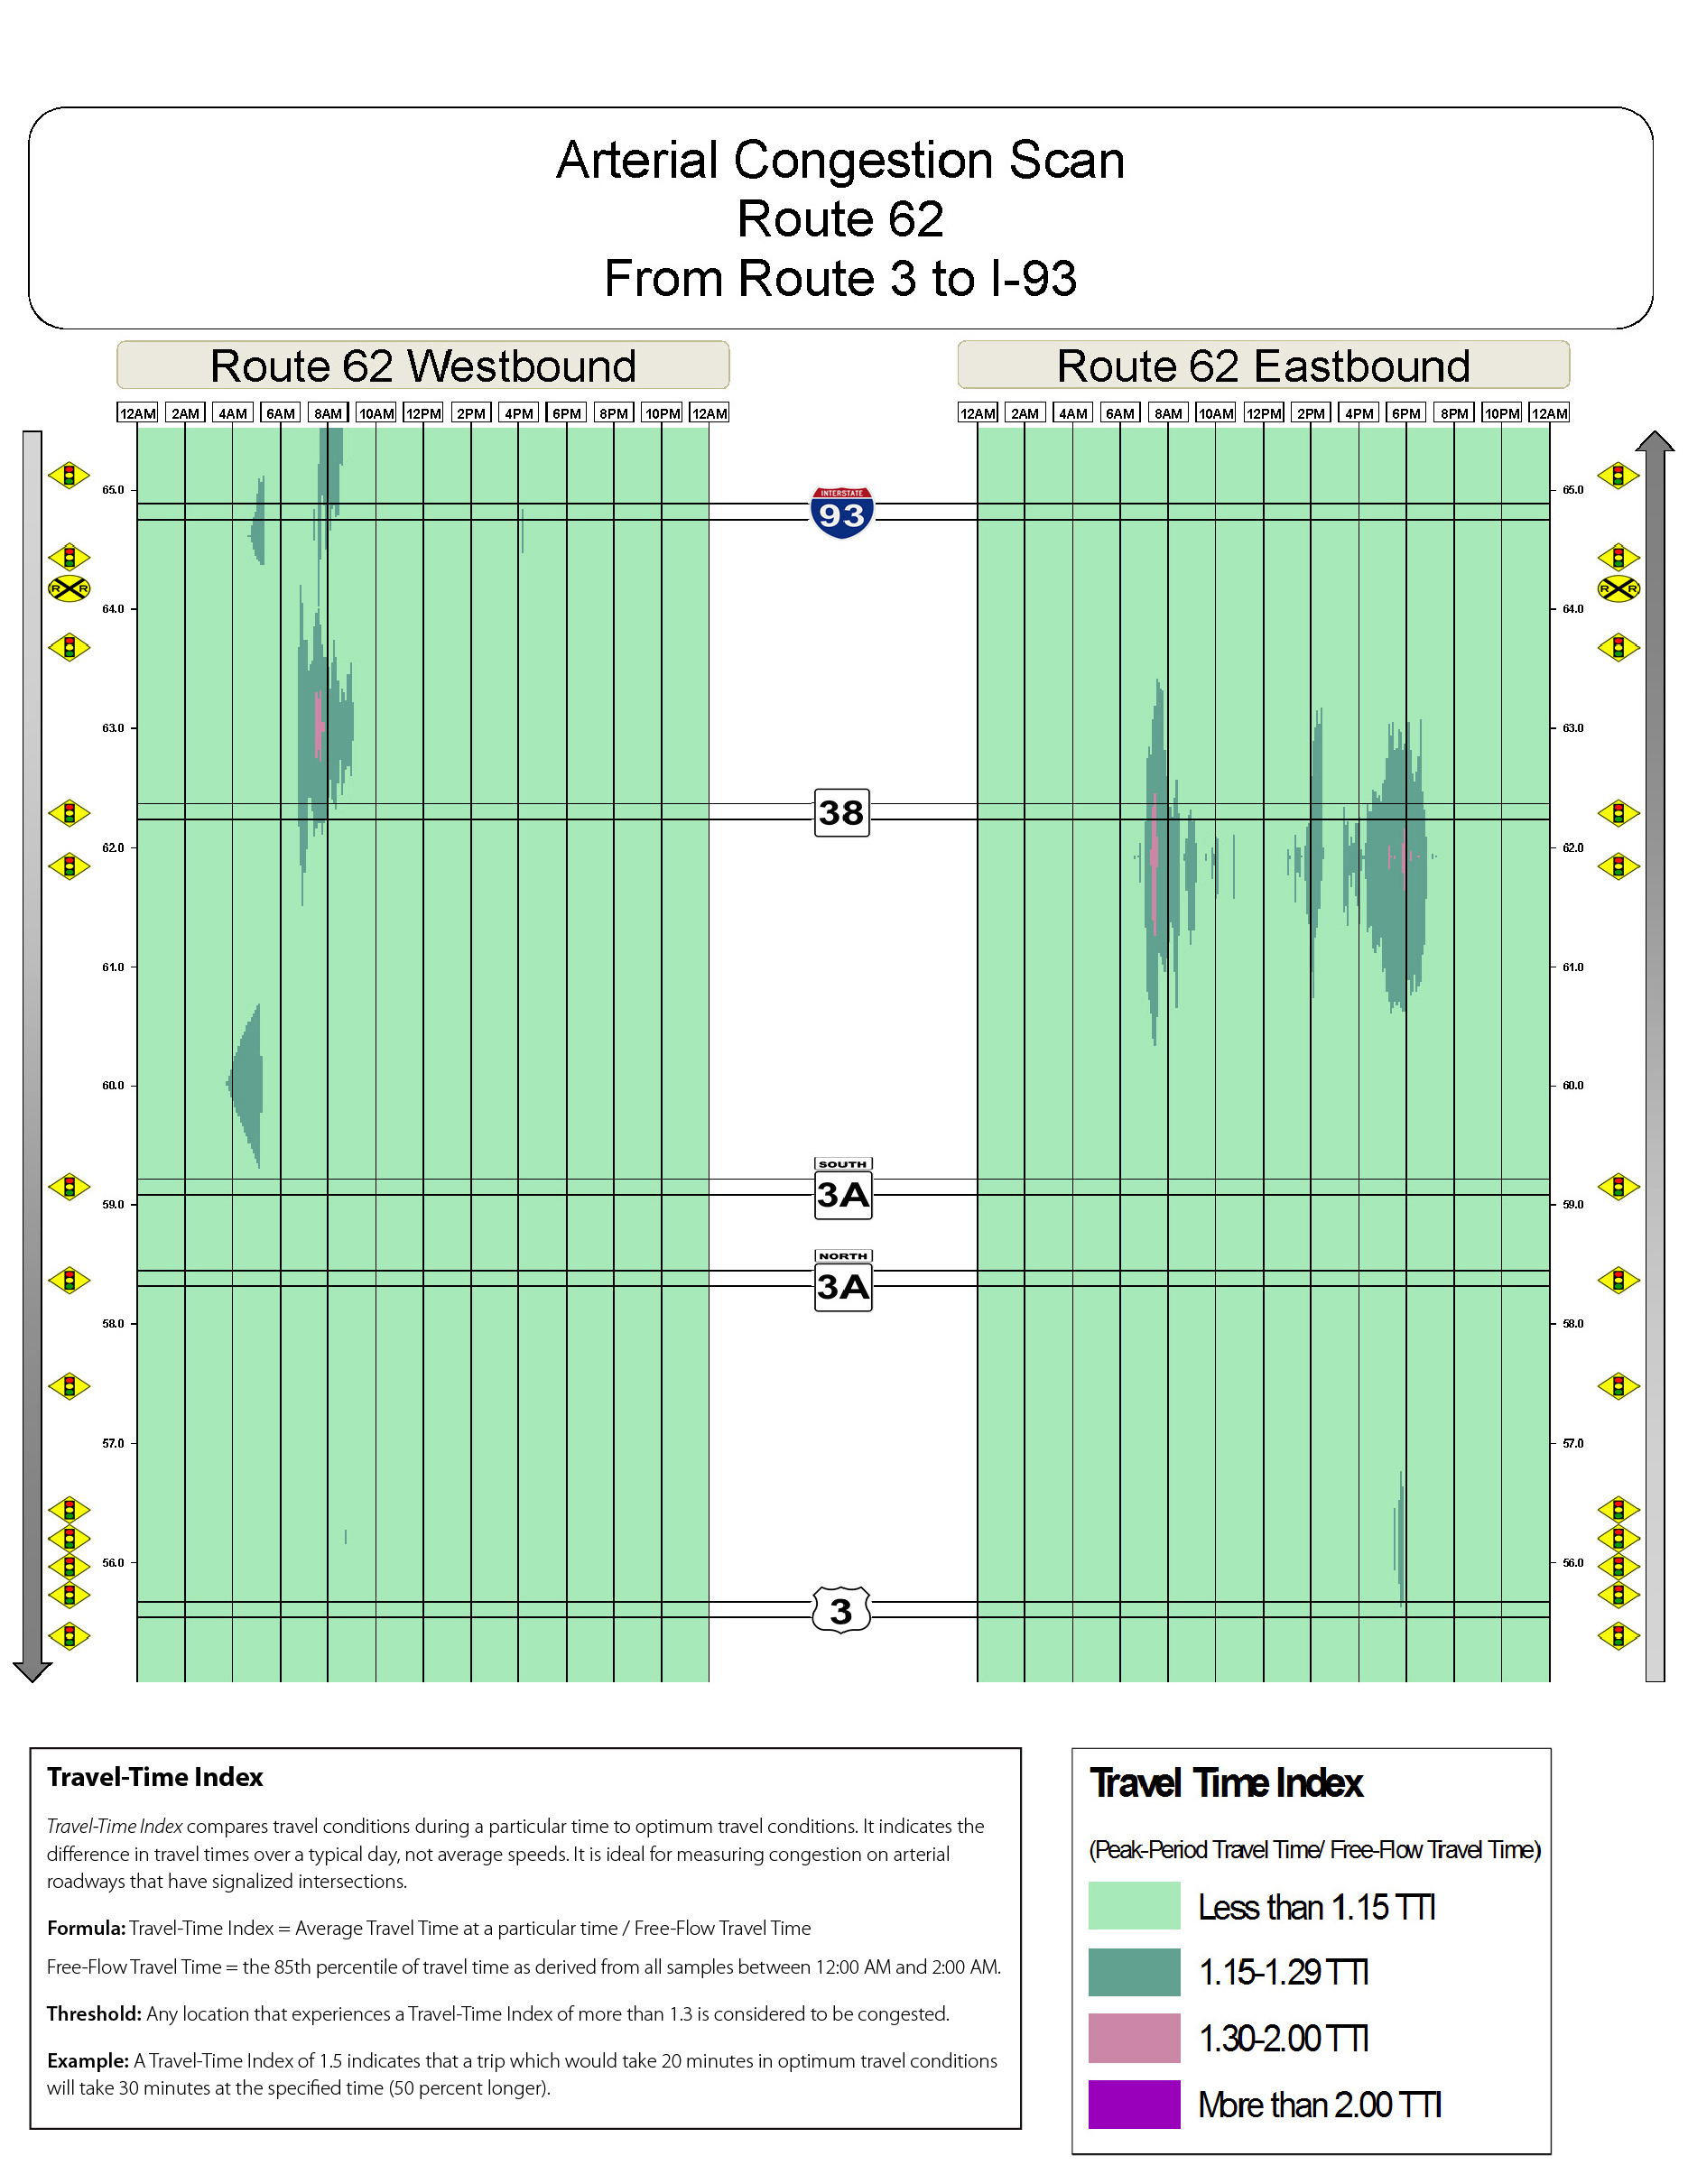 Arterial Congestion Scan
Route 62
From Route 3 to I-93
Route 62 Westbound
Route 62 Eastbound
12AM 2AM 4AM 6AM 8AM 10AM 12PM 2PM 4PM 6PM 8PM 10PM 12AM
12AM 2AM 4AM 6AM 8AM 10AM 12PM 2PM 4PM 6PM 8PM 10PM 12AM
65.0 65.0
INTERSTATE
93
R R R R
64.0 64.0
63.0 63.0
38
62.0 62.0
61.0 61.0
60.0 60.0
SOUTH
3A
59.0 59.0
NORTH
3A
58.0 58.0
57.0 57.0
56.0 56.0
3
Travel-Time Index
Travel-Time Index compares travel conditions during a particular time to optimum travel conditions. It indicates the
difference in travel times over a typical day, not average speeds. It is ideal for measuring congestion on arterial
roadways that have signalized intersections.
Formula: Travel-Time Index = Average Travel Time at a particular time / Free-Flow Travel Time
Free-Flow Travel Time = the 85th percentile of travel time as derived from all samples between 12:00 AM and 2:00 AM.
Threshold: Any location that experiences a Travel-Time Index of more than 1.3 is considered to be congested.
Example: A Travel-Time Index of 1.5 indicates that a trip which would take 20 minutes in optimum travel conditions
will take 30 minutes at the specified time (50 percent longer).
Travel Time Index
(Peak-Period Travel Time/ Free-Flow Travel Time)
Less than 1.15 TTI
1.15-1.29 TTI
1.30-2.00 TTI
More than 2.00 TTI